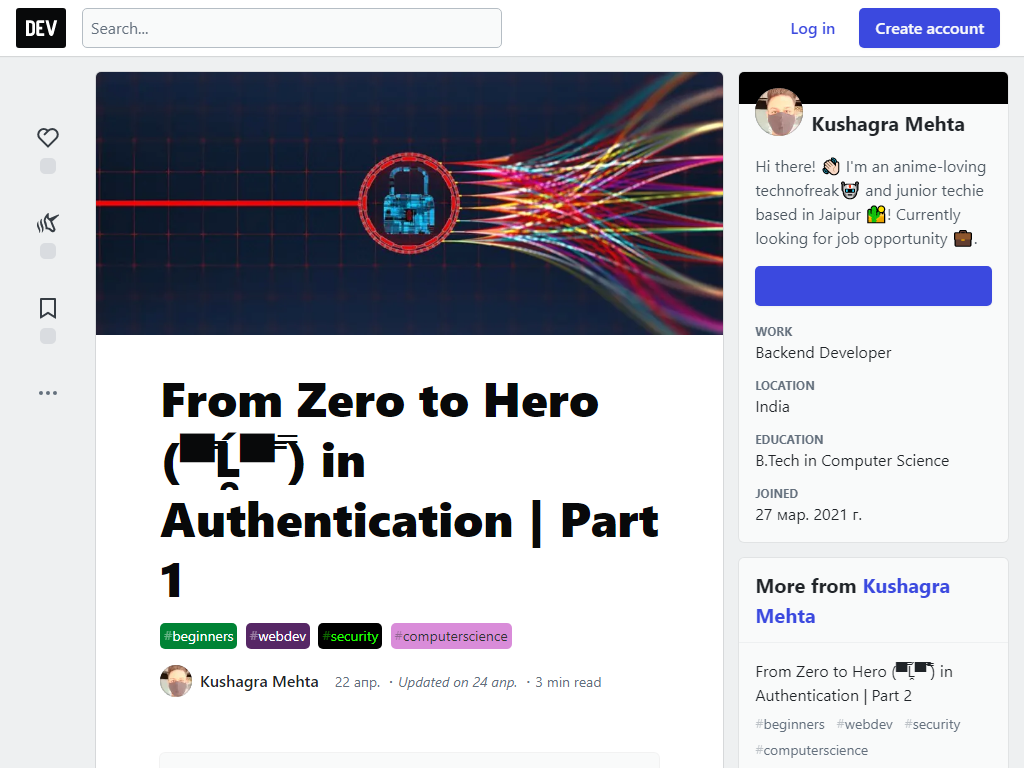 DEV
Search...
Log in
Create account
From Zero to Hero
(▀̿Ĺ̯▀̿ ̿) in
Authentication | Part
1
#beginners #webdev #security #computerscience
Kushagra Mehta 22 апр. ・Updated on 24 апр. ・3 min read
Kushagra Mehta
Hi there! 👋🏻 I'm an anime-loving
technofreak🤖 and junior techie
based in Jaipur 🌵! Currently
looking for job opportunity 💼.
WORK
Backend Developer
LOCATION
India
EDUCATION
B.Tech in Computer Science
JOINED
27 мар. 2021 г.
More from Kushagra
Mehta
From Zero to Hero (▀̿Ĺ̯▀̿ ̿) in
Authentication | Part 2
#beginners #webdev #security
#computerscience